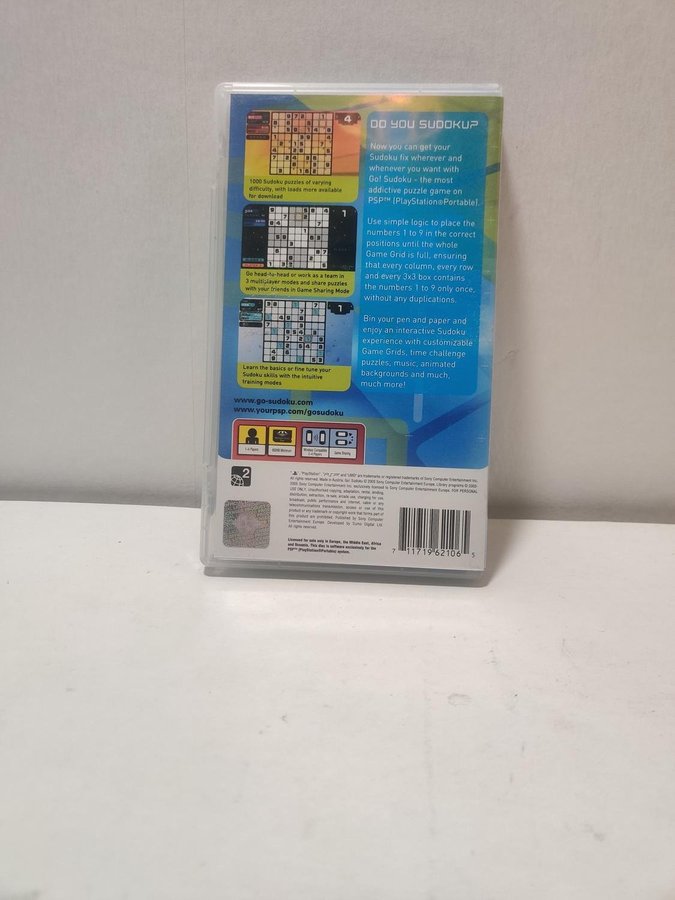 DO YOU SUDOKU?
Now you can get your
Sudoku fix wherever and
whenever you want with
Go! Sudoku - the most
addictive puzzle game on
PSP™ (PlayStation®Portable).
Use simple logic to place the
numbers 1 to 9 in the correct
positions until the whole
Game Grid is full, ensuring
that every column, every row
and every 3x3 box contains
the numbers 1 to 9 only once,
without any duplications.
Bin your pen and paper and
enjoy an interactive Sudoku
experience with customizable
Game Grids, time challenge
puzzles, music, animated
backgrounds and much,
much more!
4
1000 Sudoku puzzles of varying
difficulty, with loads more available
for download
1
Go head-to-head or work as a team in
3 multiplayer modes and share puzzles
with your friends in Game Sharing Mode
1
Learn the basics or fine tune your
Sudoku skills with the intuitive
training modes
www.go-sudoku.com
www.yourpsp.com/gosudoku
Game Sharing
2
Licensed for sale only in Europe, the Middle East, Africa
and Oceania. This disc is software exclusively for the
PSP™ (PlayStation®Portable) system.
7 11719 62106 5